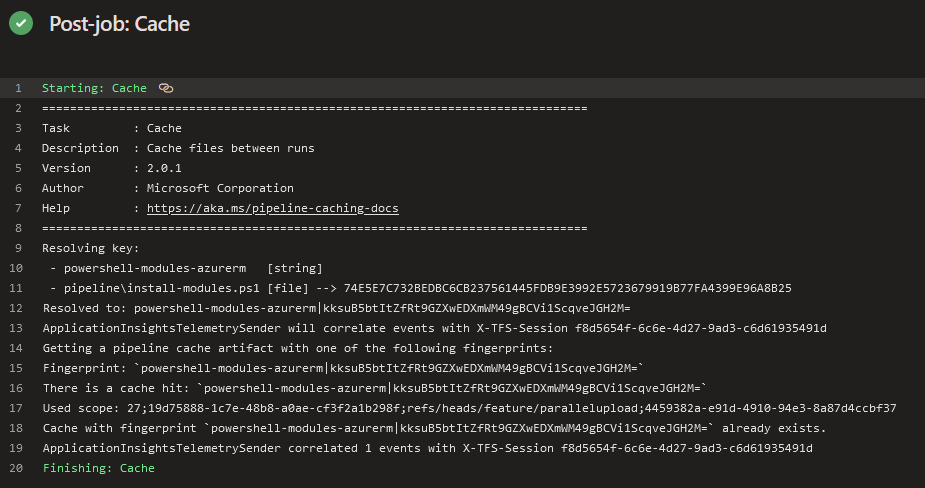 Post-job: Cache
1 Starting: Cache
2 ==============================================================================
3 Task         : Cache
4 Description  : Cache files between runs
5 Version      : 2.0.1
6 Author       : Microsoft Corporation
7 Help         : https://aka.ms/pipeline-caching-docs
8 ==============================================================================
9 Resolving key:
10  - powershell-modules-azurerm   [string]
11  - pipeline\install-modules.ps1 [file] --> 74E5E7C732BEDBC6CB237561445FDB9E3992E5723679919B77FA4399E96A8B25
12 Resolved to: powershell-modules-azurerm|kksuB5btItZfRt9GZXwEDXmWM49gBCVi1ScqveJGH2M=
13 ApplicationInsightsTelemetrySender will correlate events with X-TFS-Session f8d5654f-6c6e-4d27-9ad3-c6d61935491d
14 Getting a pipeline cache artifact with one of the following fingerprints:
15 Fingerprint: `powershell-modules-azurerm|kksuB5btItZfRt9GZXwEDXmWM49gBCVi1ScqveJGH2M=`
16 There is a cache hit: `powershell-modules-azurerm|kksuB5btItZfRt9GZXwEDXmWM49gBCVi1ScqveJGH2M=`
17 Used scope: 27;19d75888-1c7e-48b8-a0ae-cf3f2a1b298f;refs/heads/feature/parallelupload;4459382a-e91d-4910-94e3-8a87d4ccbf37
18 Cache with fingerprint `powershell-modules-azurerm|kksuB5btItZfRt9GZXwEDXmWM49gBCVi1ScqveJGH2M=` already exists.
19 ApplicationInsightsTelemetrySender correlated 1 events with X-TFS-Session f8d5654f-6c6e-4d27-9ad3-c6d61935491d
20 Finishing: Cache